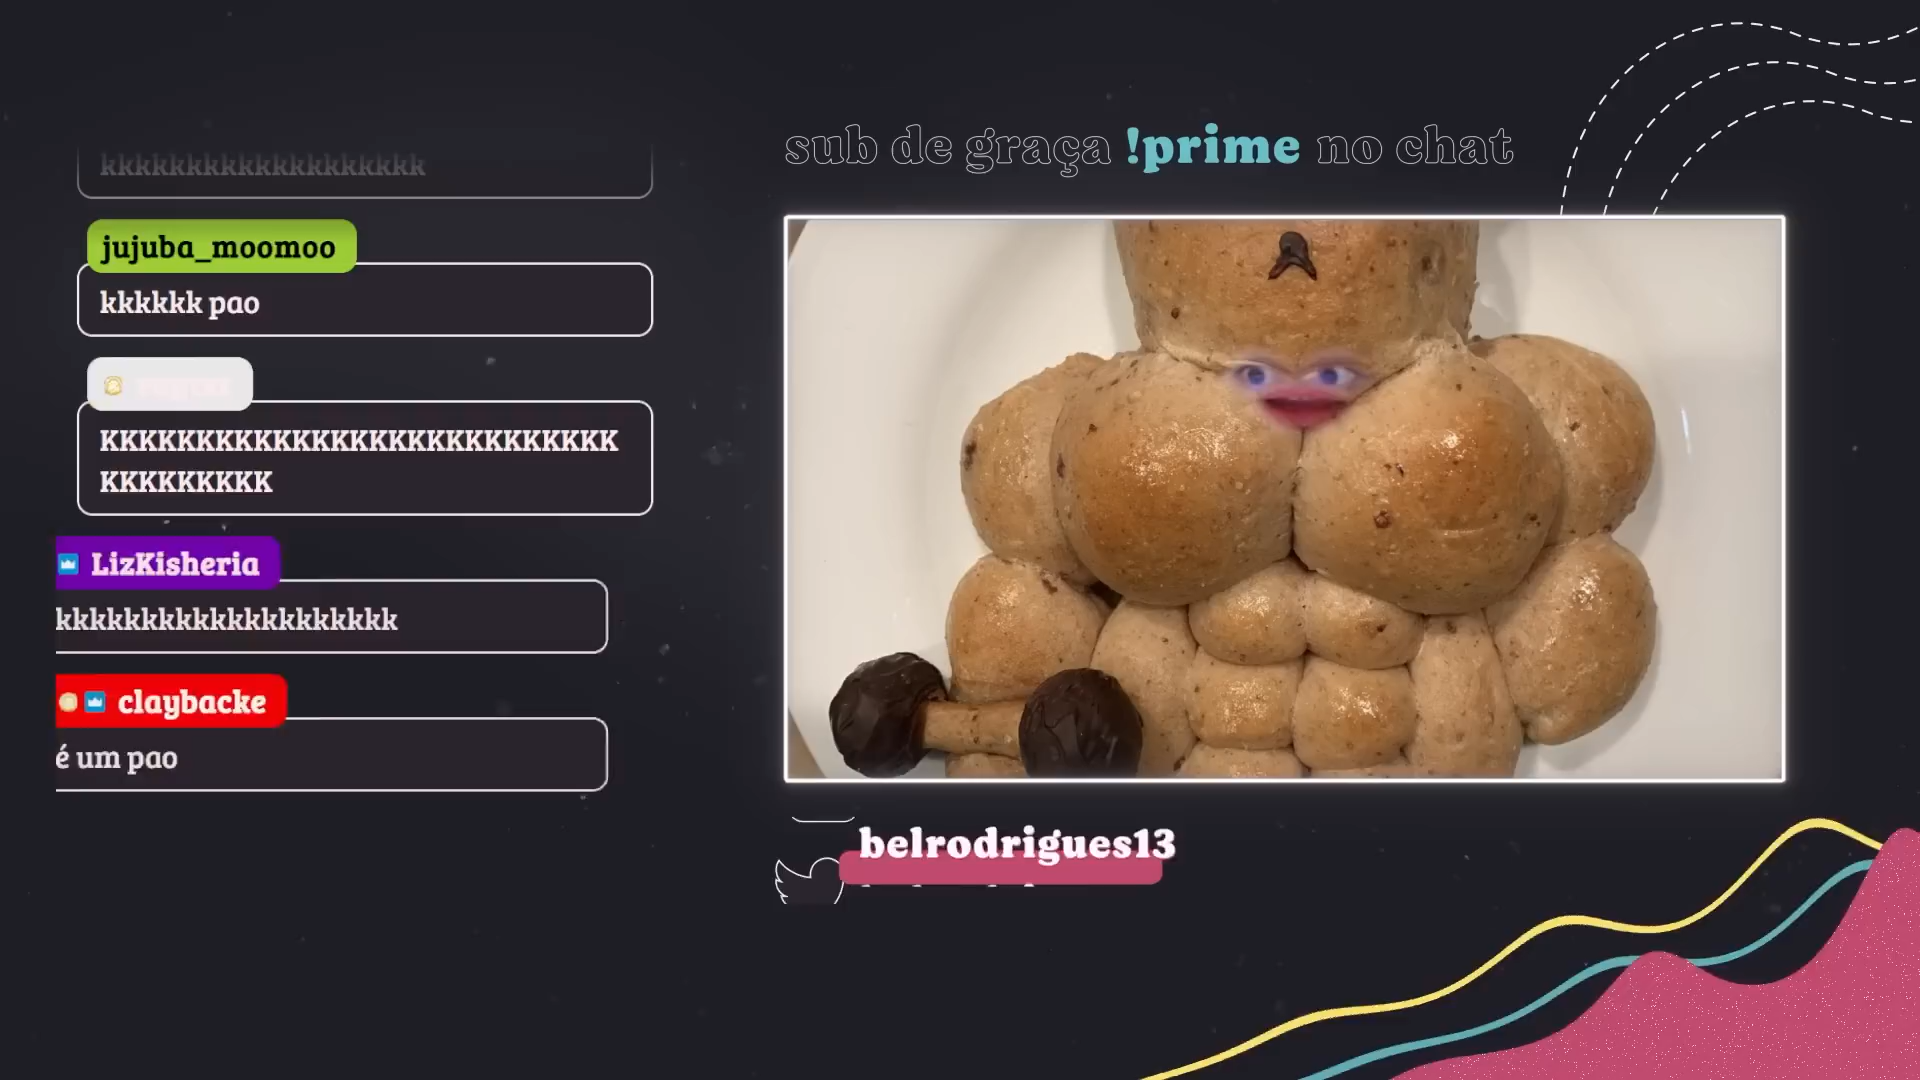 sub de graça !prime no chat
kkkkkkkkkkkkkkkkkkk
jujuba_moomoo
kkkkkk pao
KKKKKKKKKKKKKKKKKKKKKKKKKKK
KKKKKKKKK
LizKisheria
kkkkkkkkkkkkkkkkkkkk
claybacke
é um pao
belrodrigues13